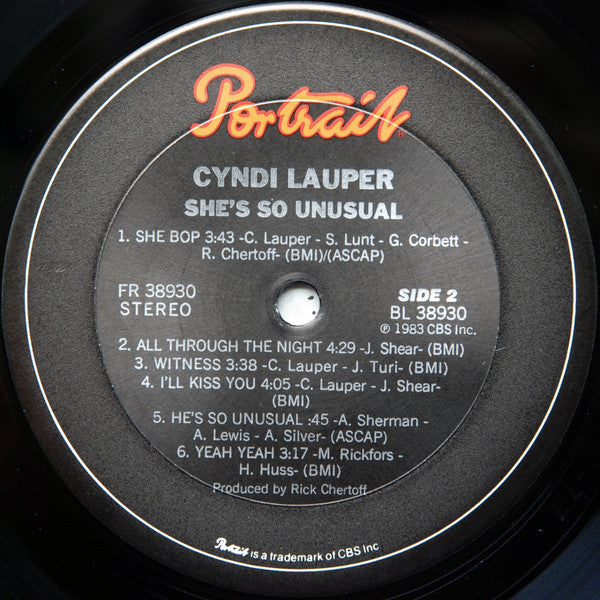 Portrait®
CYNDI LAUPER
SHE'S SO UNUSUAL
1. SHE BOP 3:43 -C. Lauper - S. Lunt - G. Corbett -
R. Chertoff- (BMI)/(ASCAP)
FR 38930
STEREO
SIDE 2
BL 38930
℗ 1983 CBS Inc.
2. ALL THROUGH THE NIGHT 4:29 -J. Shear- (BMI)
3. WITNESS 3:38 -C. Lauper - J. Turi- (BMI)
4. I'LL KISS YOU 4:05 -C. Lauper - J. Shear-
(BMI)
5. HE'S SO UNUSUAL :45 -A. Sherman -
A. Lewis - A. Silver- (ASCAP)
6. YEAH YEAH 3:17 -M. Rickfors -
H. Huss- (BMI)
Produced by Rick Chertoff
Portrait is a trademark of CBS Inc